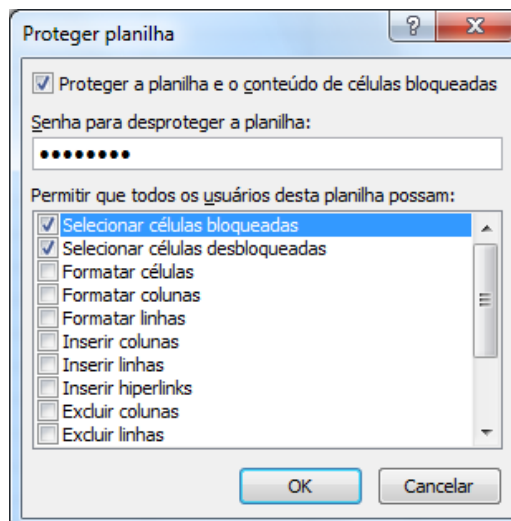 Proteger planilha
Proteger a planilha e o conteúdo de células bloqueadas
Senha para desproteger a planilha:
••••••••
Permitir que todos os usuários desta planilha possam:
Selecionar células bloqueadas
Selecionar células desbloqueadas
Formatar células
Formatar colunas
Formatar linhas
Inserir colunas
Inserir linhas
Inserir hiperlinks
Excluir colunas
Excluir linhas
OK Cancelar